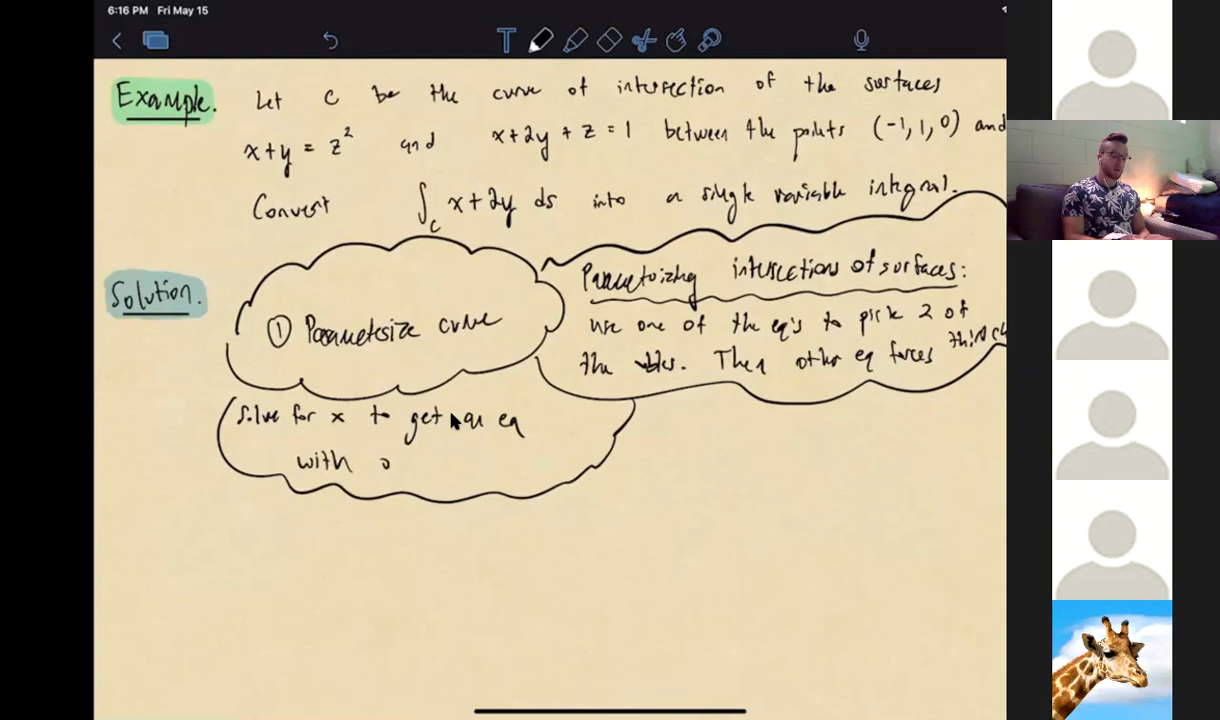 6:16 PM Fri May 15
Example. Let C be the curve of intersection of the surfaces
x+y = z² and x+2y+z=1 between the points (-1,1,0) and
Convert ∫_C x+2y ds into a single variable integral.
Solution.
① Parametrize curve
Parametrizing intersections of surfaces:
use one of the eq's to pick 2 of
the Then other eq forces third
Solve for x to get an eq
with o